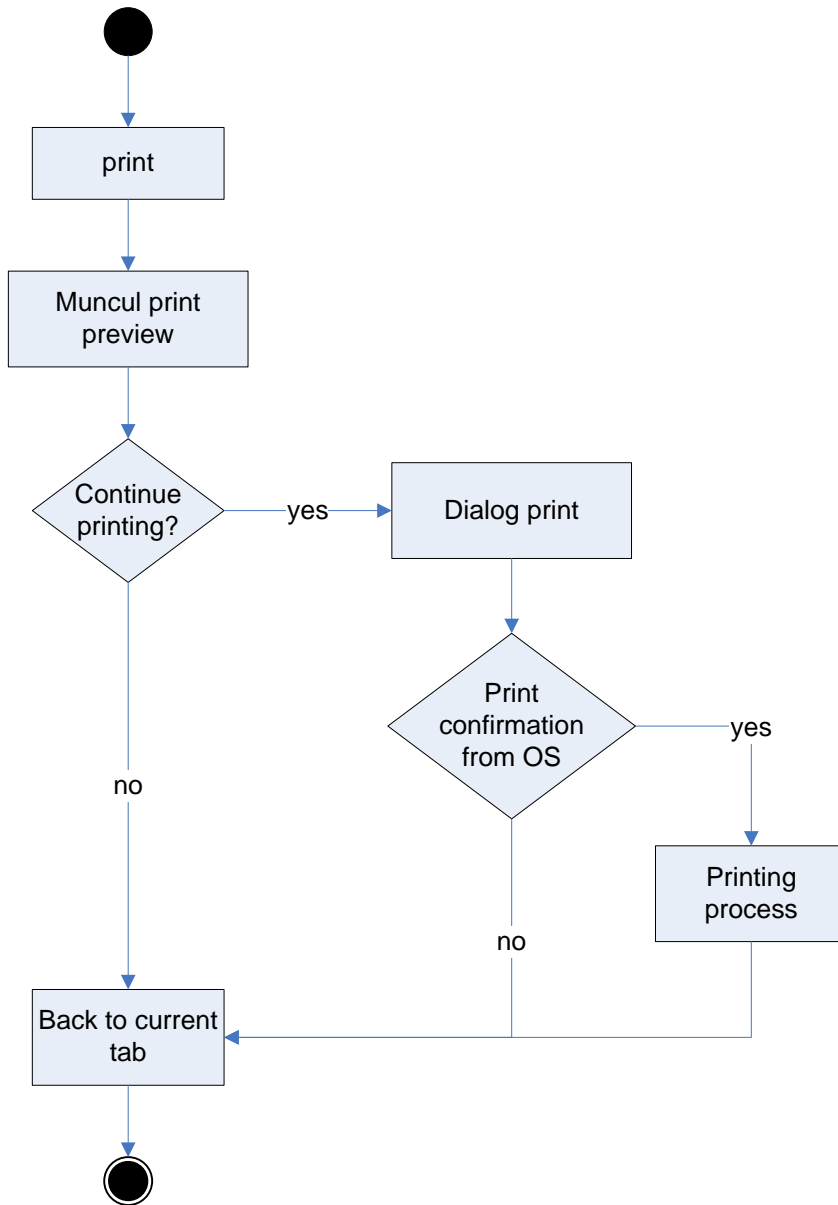 print
Muncul print
preview
Continue
printing?
yes
Dialog print
Print
confirmation
from OS
yes
no
Printing
process
no
Back to current
tab